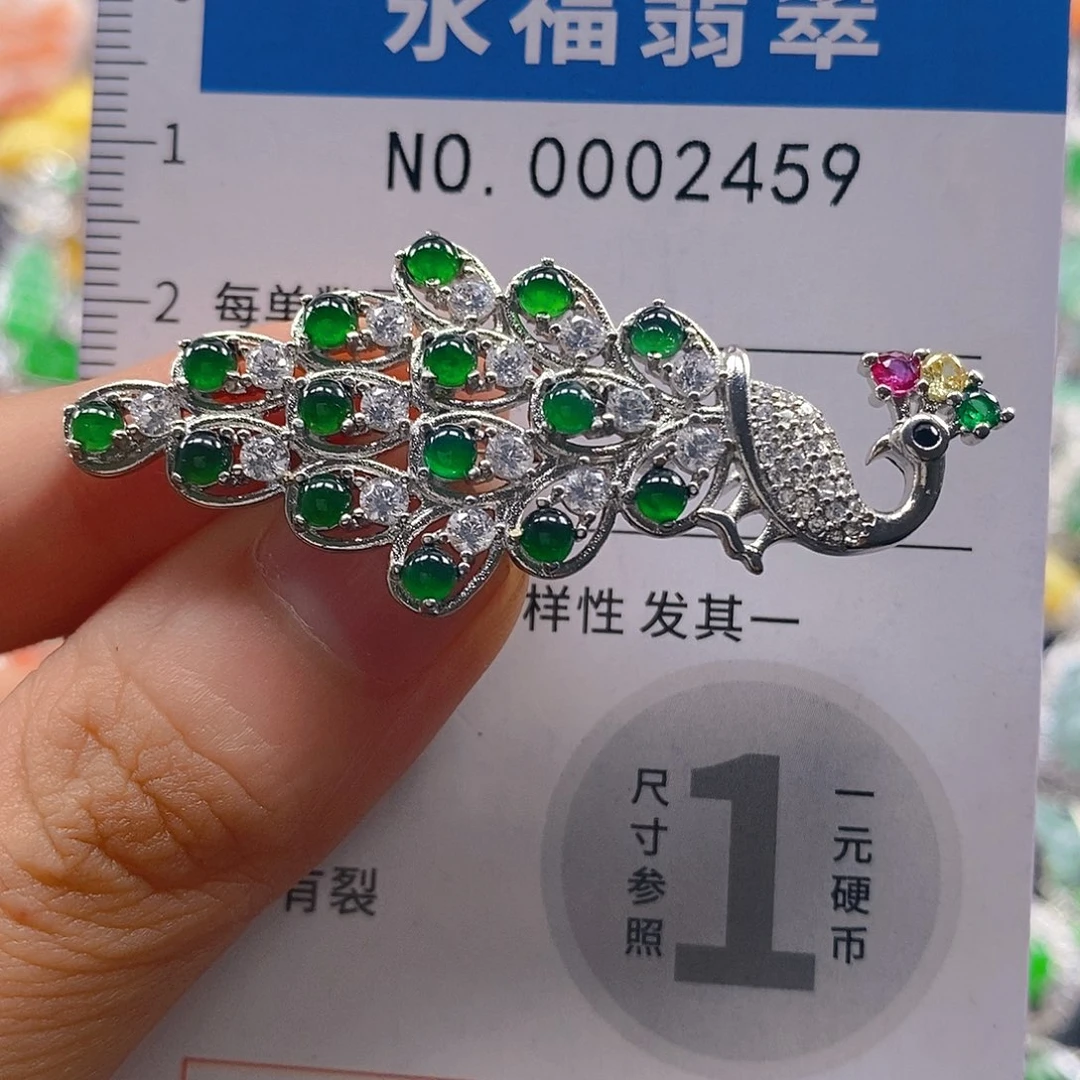 永福翡翠
NO. 0002459
1
2
每单
样性 发其一
有裂
尺寸参照
1
一元硬币